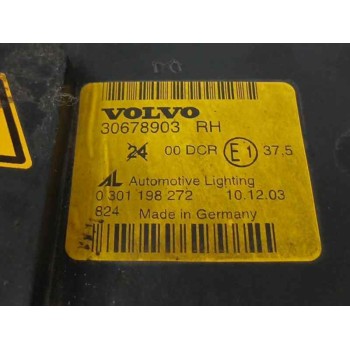 VOLVO
30678903 RH
24 00 DCR E1 37,5
AL Automotive Lighting
0 301 198 272 10.12.03
824 Made in Germany